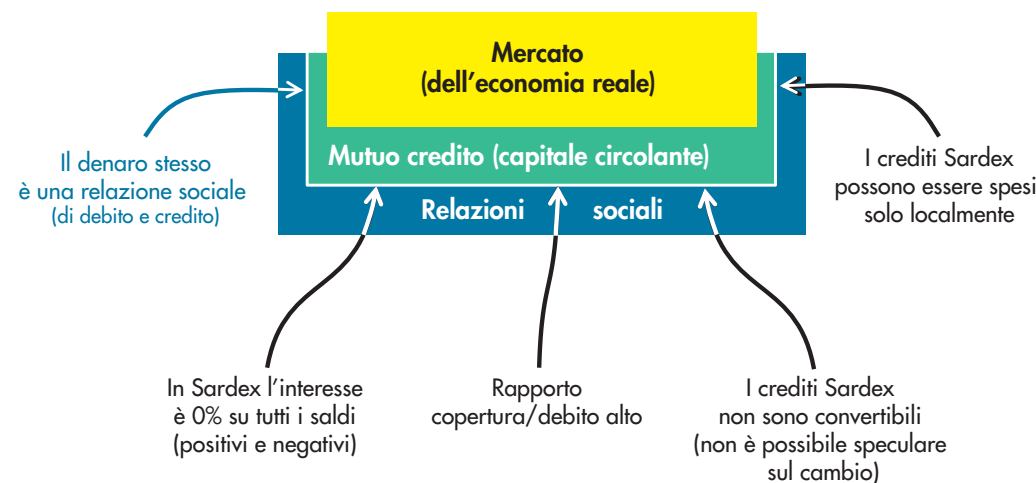 Mercato
(dell'economia reale)
Mutuo credito (capitale circolante)
Relazioni sociali
Il denaro stesso
è una relazione sociale
(di debito e credito)
I crediti Sardex
possono essere spesi
solo localmente
In Sardex l'interesse
è 0% su tutti i saldi
(positivi e negativi)
Rapporto
copertura/debito alto
I crediti Sardex
non sono convertibili
(non è possibile speculare
sul cambio)